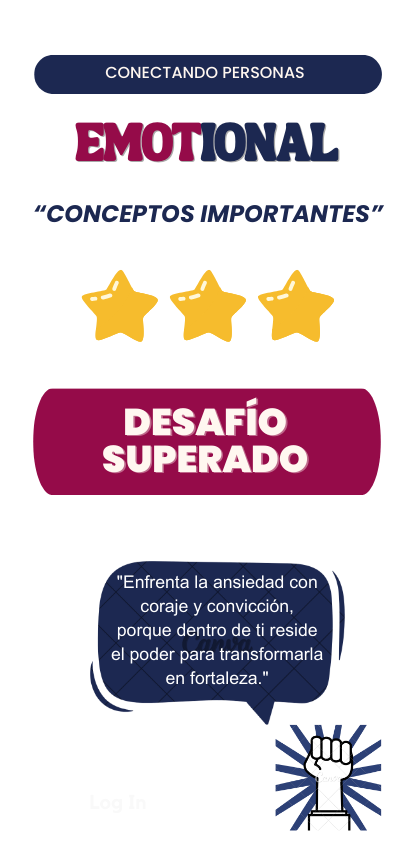 CONECTANDO PERSONAS
EMOTIONAL
“CONCEPTOS IMPORTANTES”
DESAFÍO
SUPERADO
"Enfrenta la ansiedad con
coraje y convicción,
porque dentro de ti reside
el poder para transformarla
en fortaleza."
Log In